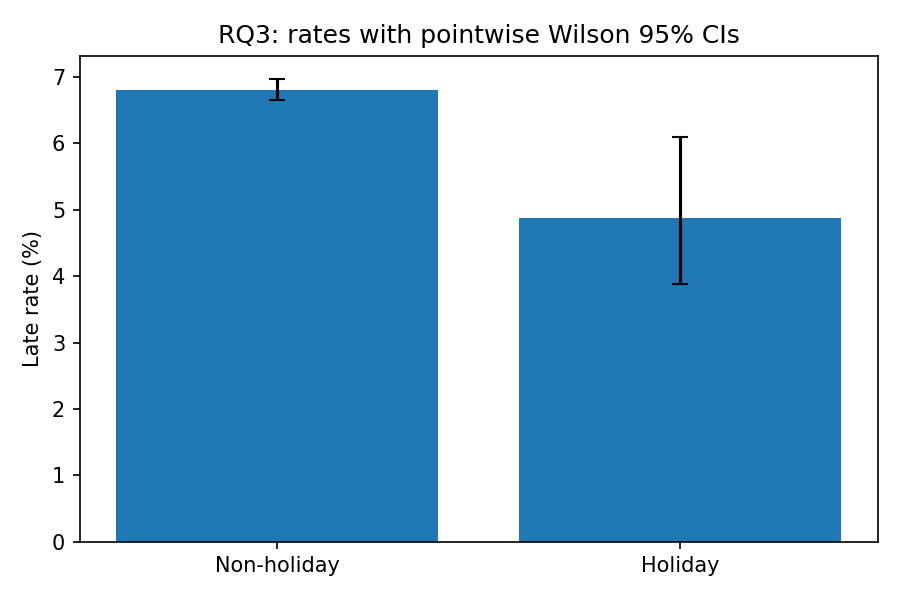 RQ3: rates with pointwise Wilson 95% CIs
Late rate (%)
7
6
5
4
3
2
1
0
Non-holiday
Holiday